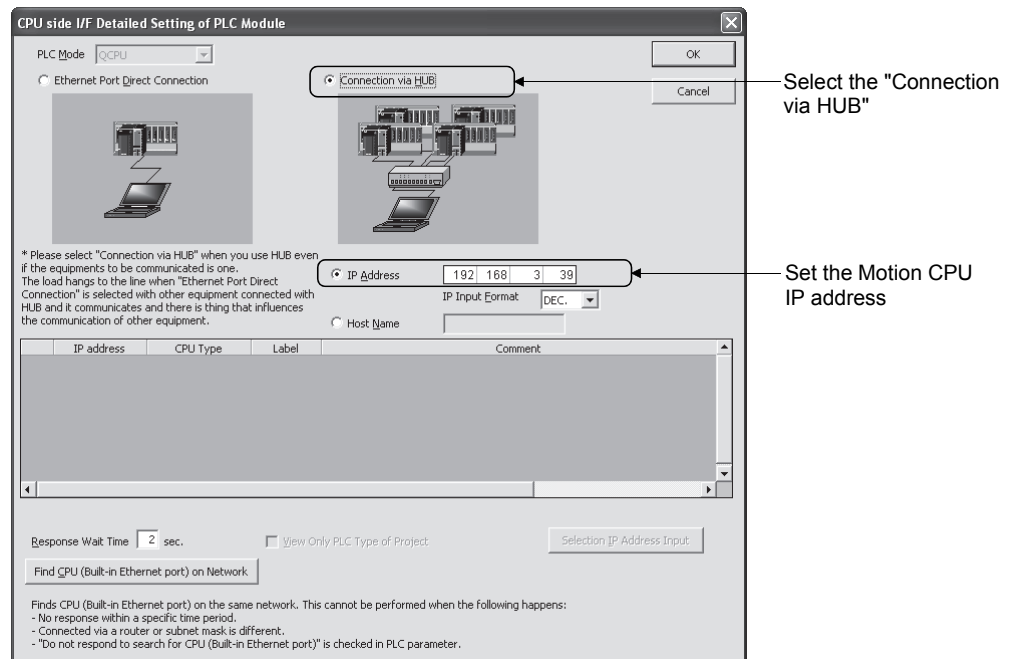 CPU side I/F Detailed Setting of PLC Module
PLC Mode QCPU
OK
Ethernet Port Direct Connection
Connection via HUB
Cancel
Select the "Connection
via HUB"
* Please select "Connection via HUB" when you use HUB even
if the equipments to be communicated is one.
The load hangs to the line when "Ethernet Port Direct
Connection" is selected with other equipment connected with
HUB and it communicates and there is thing that influences
the communication of other equipment.
IP Address 192 168 3 39
Set the Motion CPU
IP address
IP Input Format DEC.
Host Name
IP address CPU Type Label Comment
Response Wait Time 2 sec.
View Only PLC Type of Project
Selection IP Address Input
Find CPU (Built-in Ethernet port) on Network
Finds CPU (Built-in Ethernet port) on the same network. This cannot be performed when the following happens:
- No response within a specific time period.
- Connected via a router or subnet mask is different.
- "Do not respond to search for CPU (Built-in Ethernet port)" is checked in PLC parameter.